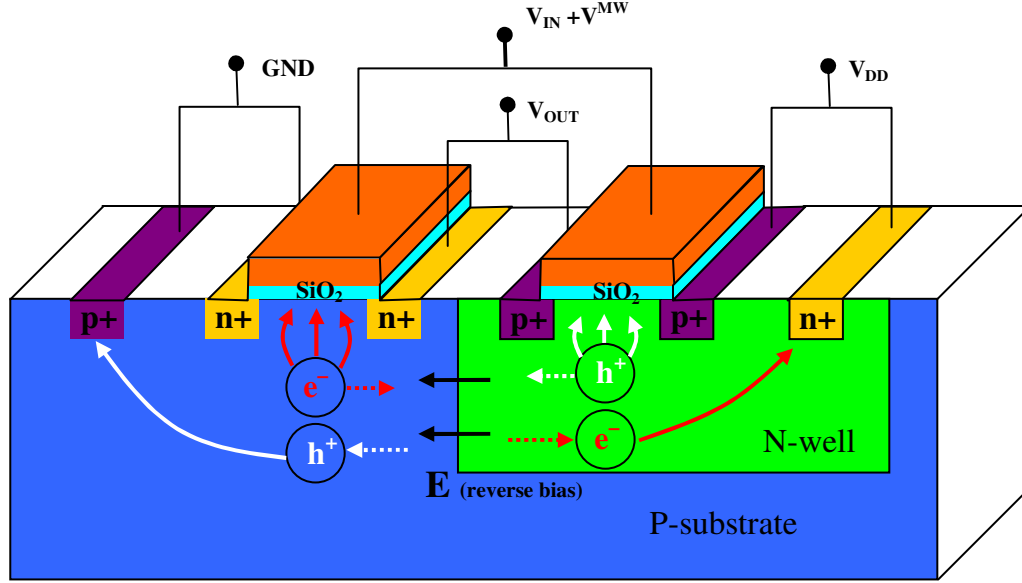 V_IN + V^MW
GND
V_DD
V_OUT
SiO₂
SiO₂
p+
n+
n+
p+
p+
n+
e⁻
h⁺
h⁺
e⁻
N-well
E (reverse bias)
P-substrate